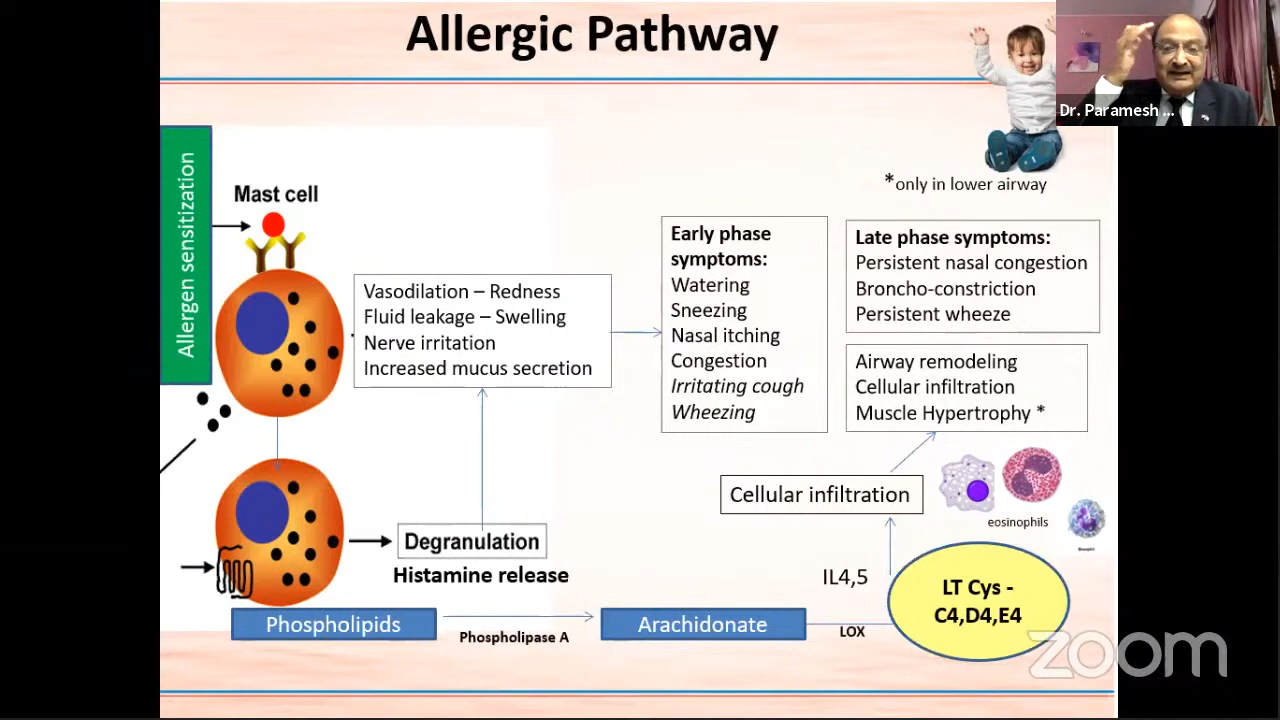 Allergic Pathway
Dr. Paramesh ...
*only in lower airway
Allergen sensitization
Mast cell
Vasodilation – Redness
Fluid leakage – Swelling
Nerve irritation
Increased mucus secretion
Early phase
symptoms:
Watering
Sneezing
Nasal itching
Congestion
Irritating cough
Wheezing
Late phase symptoms:
Persistent nasal congestion
Broncho-constriction
Persistent wheeze
Airway remodeling
Cellular infiltration
Muscle Hypertrophy *
Cellular infiltration
eosinophils
Degranulation
Histamine release
IL4,5
LT Cys -
C4,D4,E4
Phospholipids
Phospholipase A
Arachidonate
LOX
zoom